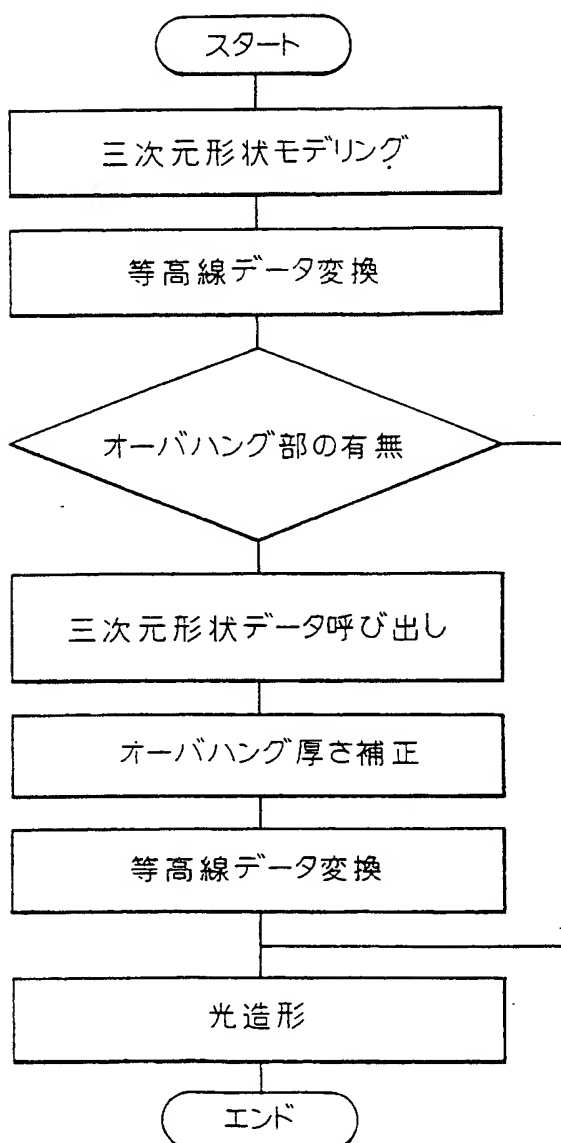 スタート
三次元形状モデリング
等高線データ変換
オーバハング部の有無
三次元形状データ呼び出し
オーバハング厚さ補正
等高線データ変換
光造形
エンド